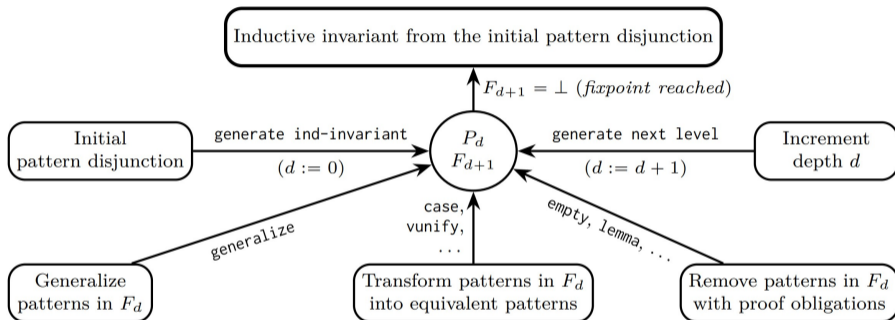 Inductive invariant from the initial pattern disjunction
F_{d+1} = ⊥ (fixpoint reached)
Initial
pattern disjunction
generate ind-invariant
(d := 0)
P_d
F_{d+1}
generate next level
(d := d + 1)
Increment
depth d
generalize
case,
vunify,
...
empty, lemma, ...
Generalize
patterns in F_d
Transform patterns in F_d
into equivalent patterns
Remove patterns in F_d
with proof obligations